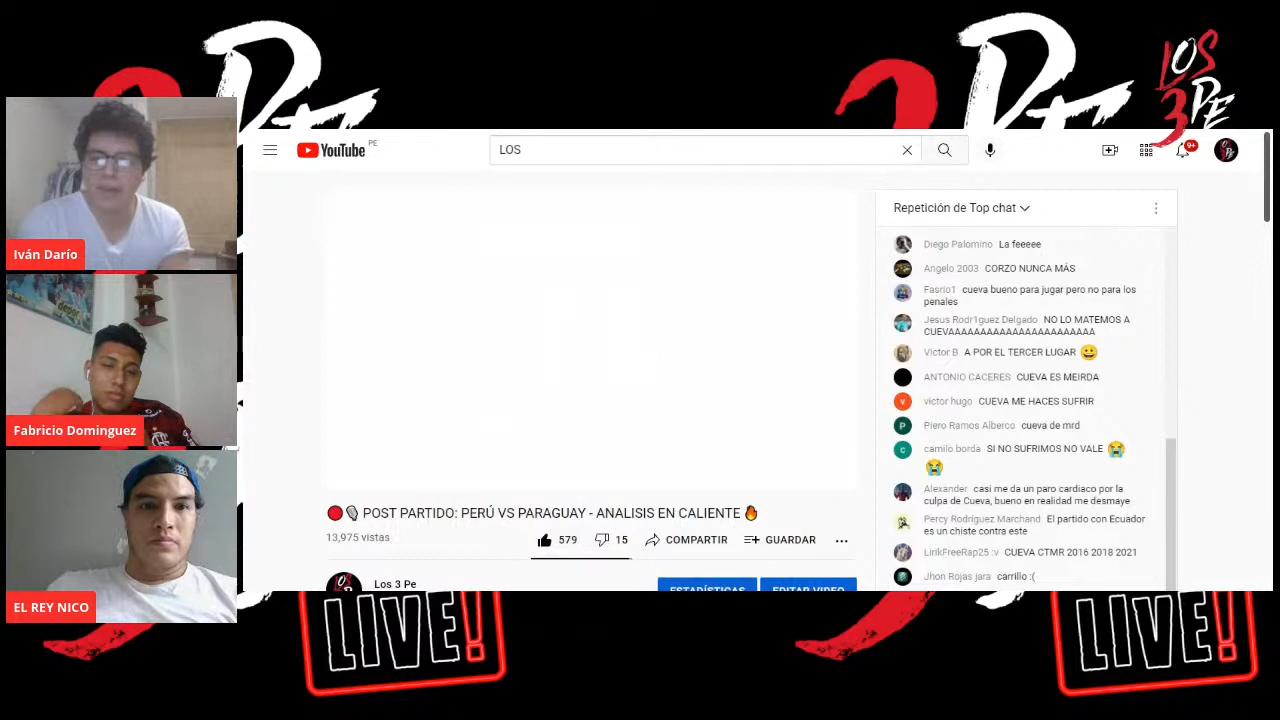 LOS
3 PE
Iván Darío
Fabricio Dominguez
EL REY NICO
YouTube PE
LOS
9+
Repetición de Top chat
Diego Palomino La feeeee
Angelo 2003 CORZO NUNCA MÁS
Fasrio1 cueva bueno para jugar pero no para los
penales
Jesus Rodr1guez Delgado NO LO MATEMOS A
CUEVAAAAAAAAAAAAAAAAAAAAAAAA
Victor B A POR EL TERCER LUGAR 😀
ANTONIO CACERES CUEVA ES MEIRDA
victor hugo CUEVA ME HACES SUFRIR
Piero Ramos Alberco cueva de mrd
camilo borda SI NO SUFRIMOS NO VALE 😭
😭
Alexander casi me da un paro cardiaco por la
culpa de Cueva, bueno en realidad me desmaye
Percy Rodríguez Marchand El partido con Ecuador
es un chiste contra este
LirikFreeRap25 :v CUEVA CTMR 2016 2018 2021
Jhon Rojas jara carrillo :(
🔴🗞 POST PARTIDO: PERÚ VS PARAGUAY - ANALISIS EN CALIENTE 🔥
13,975 vistas
579 15 COMPARTIR GUARDAR ...
Los 3 Pe
ESTADÍSTICAS EDITAR VIDEO
LIVE!
LIVE!